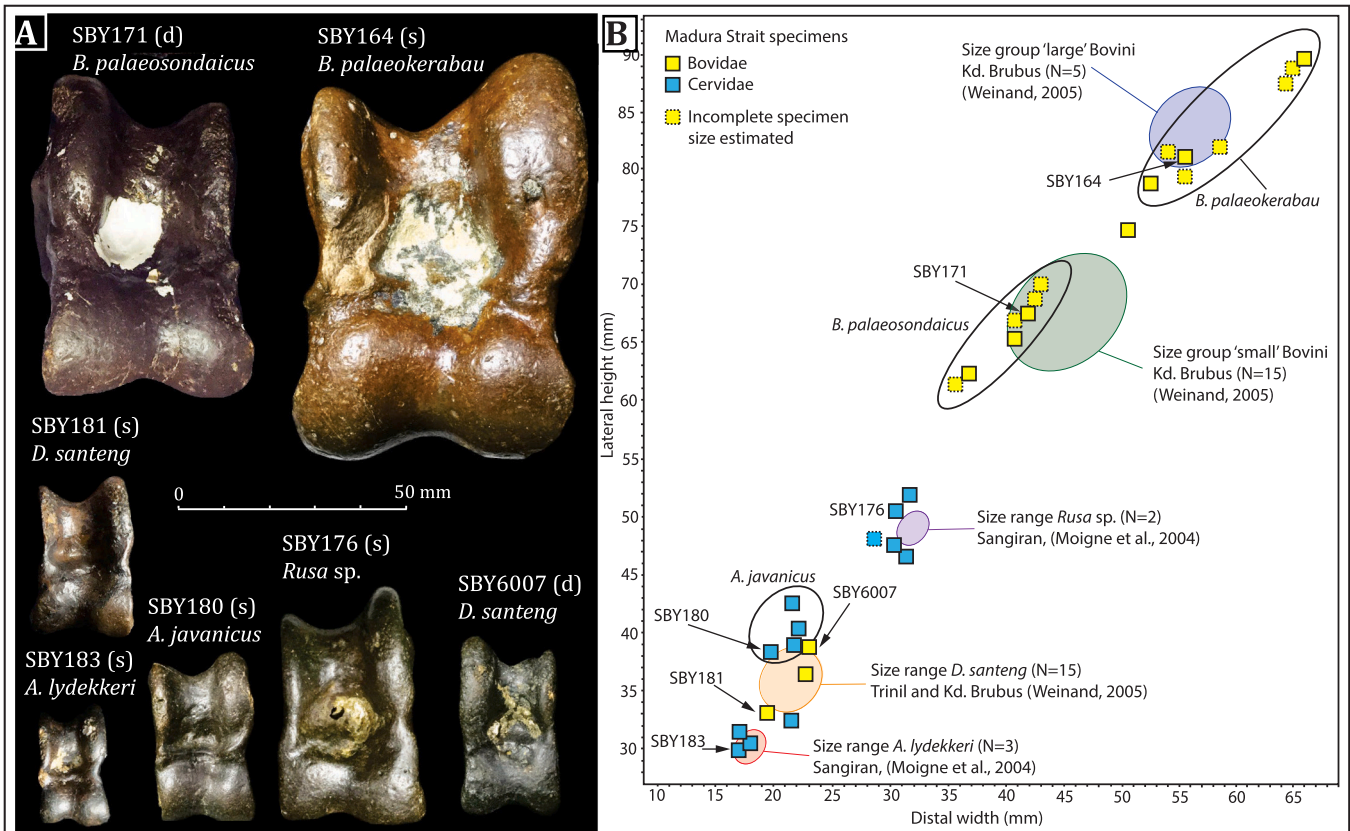 A
SBY171 (d)
B. palaeosondaicus
SBY164 (s)
B. palaeokerabau
SBY181 (s)
D. santeng
0
50 mm
SBY176 (s)
Rusa sp.
SBY6007 (d)
D. santeng
SBY180 (s)
A. javanicus
SBY183 (s)
A. lydekkeri
B
Madura Strait specimens
Bovidae
Cervidae
Incomplete specimen
size estimated
Size group 'large' Bovini
Kd. Brubus (N=5)
(Weinand, 2005)
SBY164
B. palaeokerabau
SBY171
B. palaeosondaicus
Size group 'small' Bovini
Kd. Brubus (N=15)
(Weinand, 2005)
SBY176
Size range Rusa sp. (N=2)
Sangiran, (Moigne et al., 2004)
A. javanicus
SBY6007
SBY180
Size range D. santeng (N=15)
Trinil and Kd. Brubus (Weinand, 2005)
SBY181
SBY183
Size range A. lydekkeri (N=3)
Sangiran, (Moigne et al., 2004)
Lateral height (mm)
90
85
80
75
70
65
60
55
50
45
40
35
30
10 15 20 25 30 35 40 45 50 55 60 65
Distal width (mm)